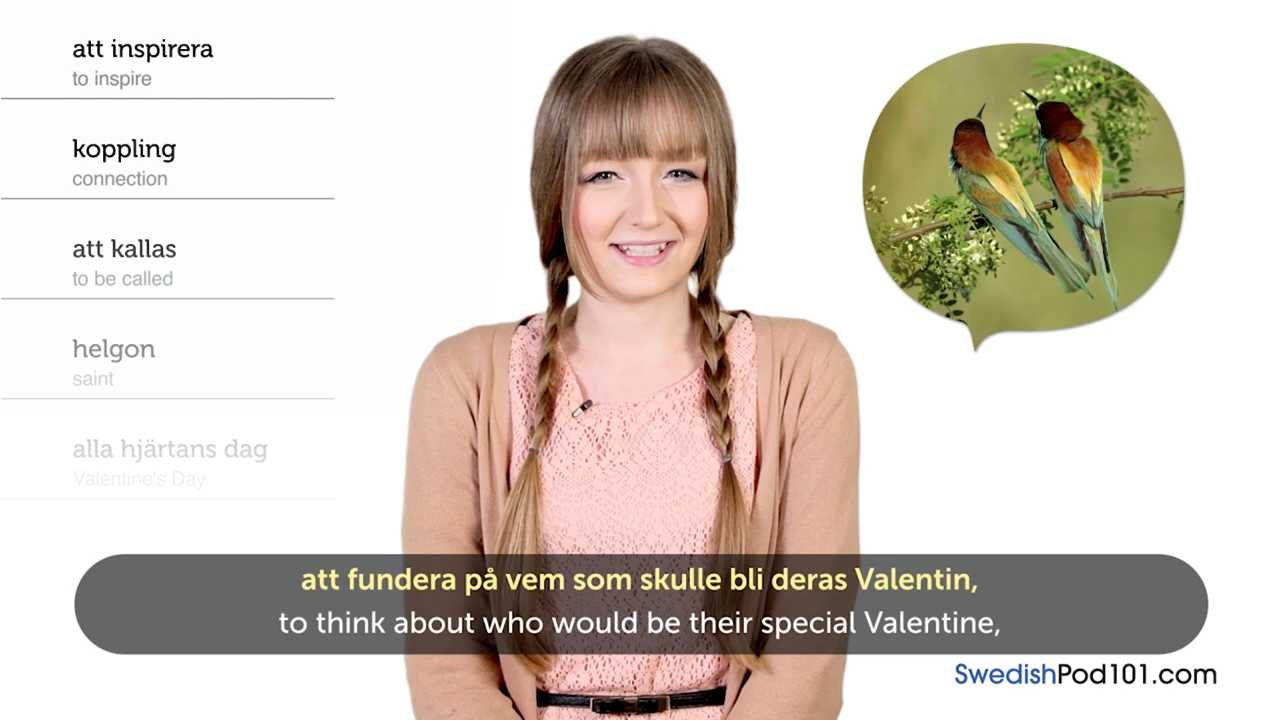 att inspirera
to inspire
koppling
connection
att kallas
to be called
helgon
saint
alla hjärtans dag
Valentine's Day
att fundera på vem som skulle bli deras Valentin,
to think about who would be their special Valentine,
SwedishPod101.com